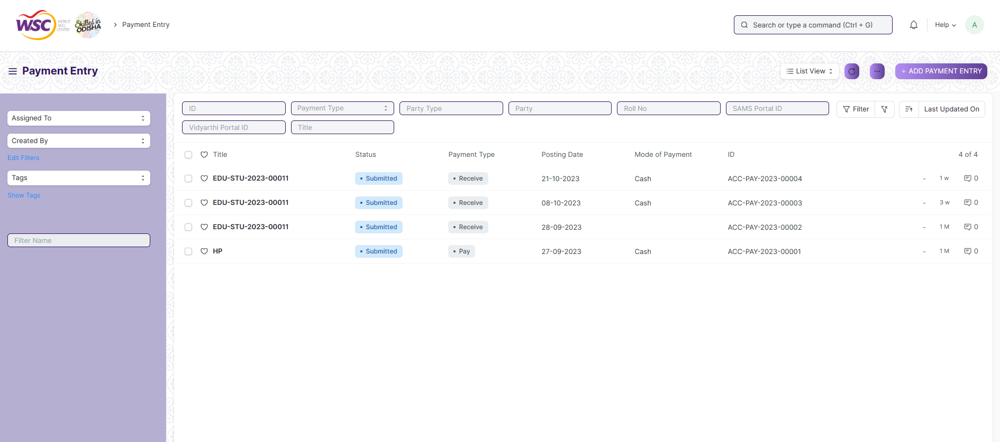 WSC WORLD SKILL CENTER Skilled in ODISHA > Payment Entry Search or type a command (Ctrl + G) Help A
Payment Entry List View ... + ADD PAYMENT ENTRY
Assigned To
Created By
Edit Filters
Tags
Show Tags
Filter Name
ID Payment Type Party Type Party Roll No SAMS Portal ID Filter Last Updated On
Vidyarthi Portal ID Title
Title Status Payment Type Posting Date Mode of Payment ID 4 of 4
EDU-STU-2023-00011 • Submitted • Receive 21-10-2023 Cash ACC-PAY-2023-00004 - 1 w 0
EDU-STU-2023-00011 • Submitted • Receive 08-10-2023 Cash ACC-PAY-2023-00003 - 3 w 0
EDU-STU-2023-00011 • Submitted • Receive 28-09-2023 ACC-PAY-2023-00002 - 1 M 0
HP • Submitted • Pay 27-09-2023 Cash ACC-PAY-2023-00001 - 1 M 0